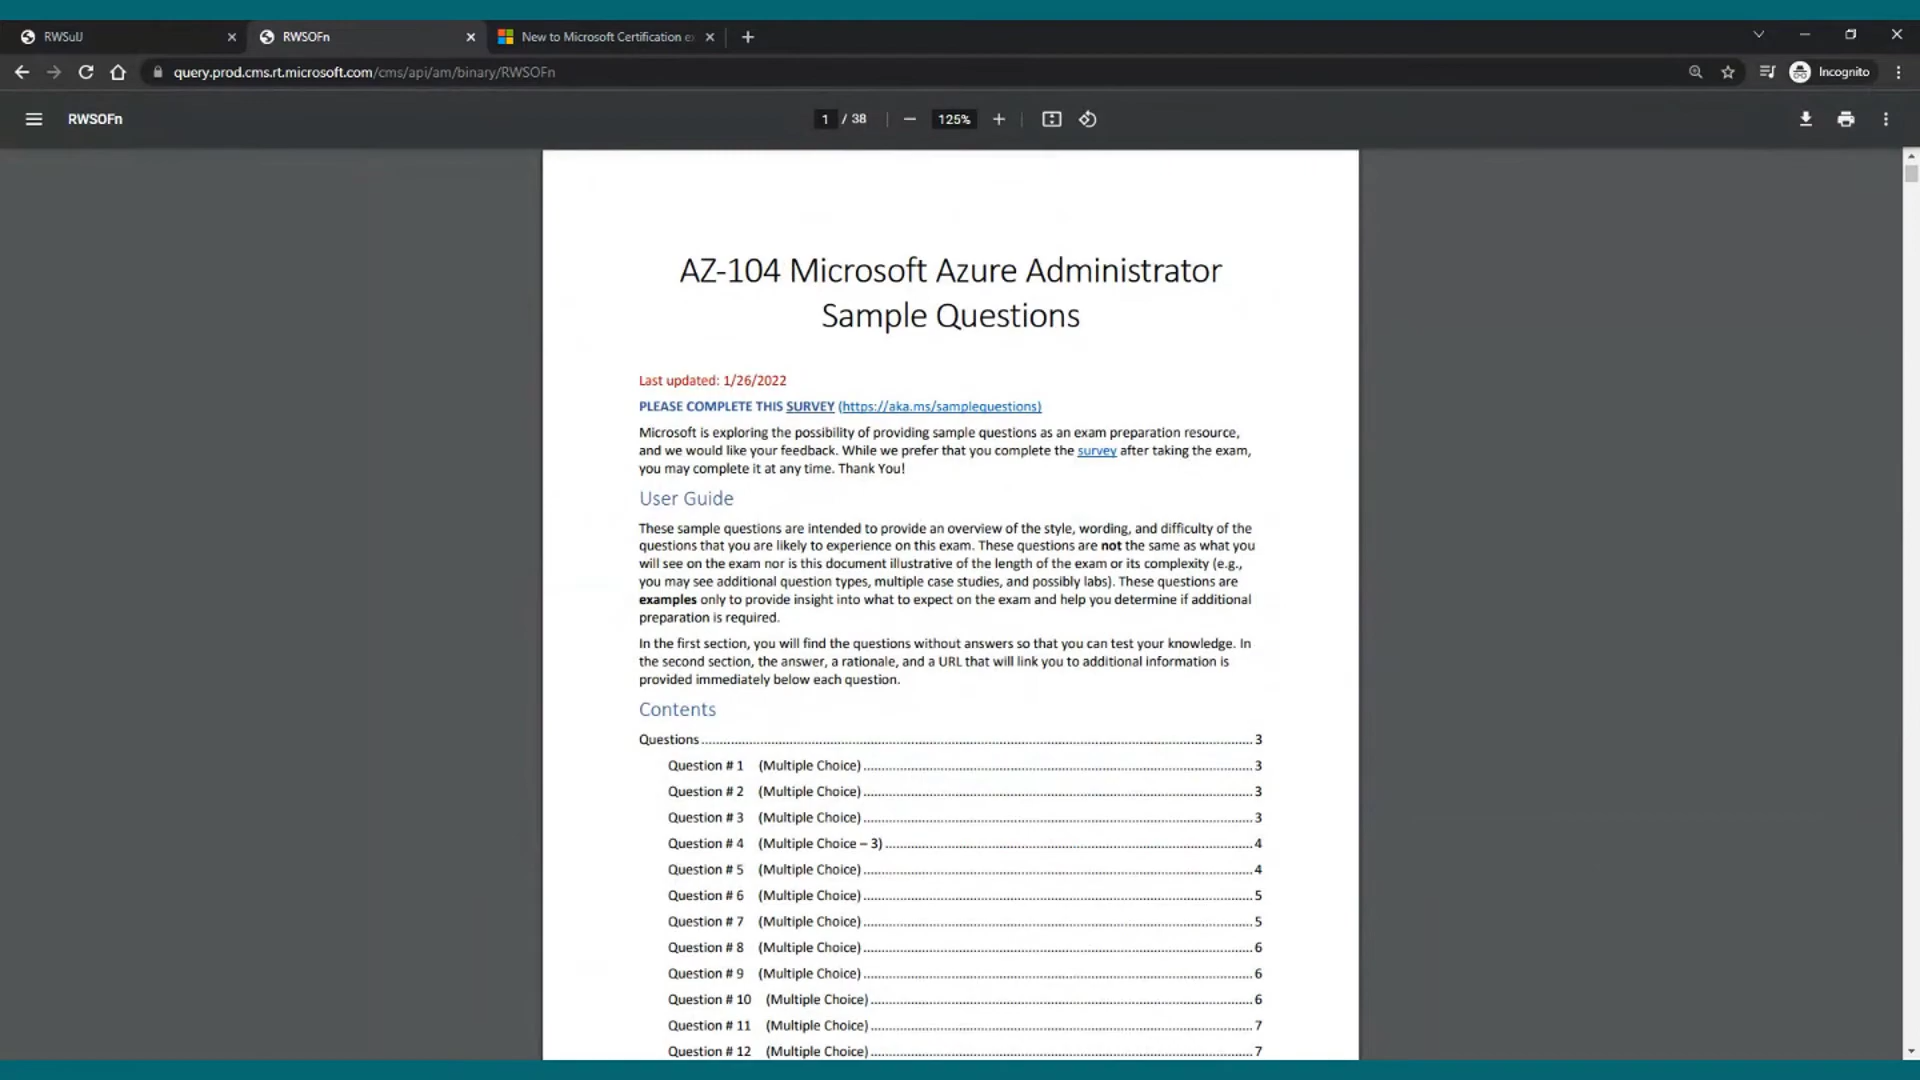 RWSuIJ
RWSOFn
New to Microsoft Certification e
query.prod.cms.rt.microsoft.com/cms/api/am/binary/RWSOFn
Incognito
RWSOFn
1 / 38
125%
AZ-104 Microsoft Azure Administrator
Sample Questions
Last updated: 1/26/2022
PLEASE COMPLETE THIS SURVEY (https://aka.ms/samplequestions)
Microsoft is exploring the possibility of providing sample questions as an exam preparation resource,
and we would like your feedback. While we prefer that you complete the survey after taking the exam,
you may complete it at any time. Thank You!
User Guide
These sample questions are intended to provide an overview of the style, wording, and difficulty of the
questions that you are likely to experience on this exam. These questions are not the same as what you
will see on the exam nor is this document illustrative of the length of the exam or its complexity (e.g.,
you may see additional question types, multiple case studies, and possibly labs). These questions are
examples only to provide insight into what to expect on the exam and help you determine if additional
preparation is required.
In the first section, you will find the questions without answers so that you can test your knowledge. In
the second section, the answer, a rationale, and a URL that will link you to additional information is
provided immediately below each question.
Contents
Questions 3
Question # 1 (Multiple Choice) 3
Question # 2 (Multiple Choice) 3
Question # 3 (Multiple Choice) 3
Question # 4 (Multiple Choice – 3) 4
Question # 5 (Multiple Choice) 4
Question # 6 (Multiple Choice) 5
Question # 7 (Multiple Choice) 5
Question # 8 (Multiple Choice) 6
Question # 9 (Multiple Choice) 6
Question # 10 (Multiple Choice) 6
Question # 11 (Multiple Choice) 7
Question # 12 (Multiple Choice) 7